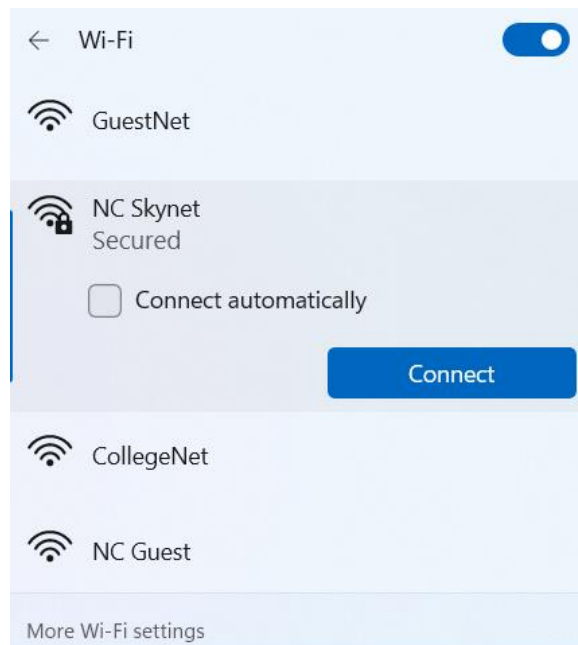 Wi-Fi
GuestNet
NC Skynet
Secured
Connect automatically
Connect
CollegeNet
NC Guest
More Wi-Fi settings